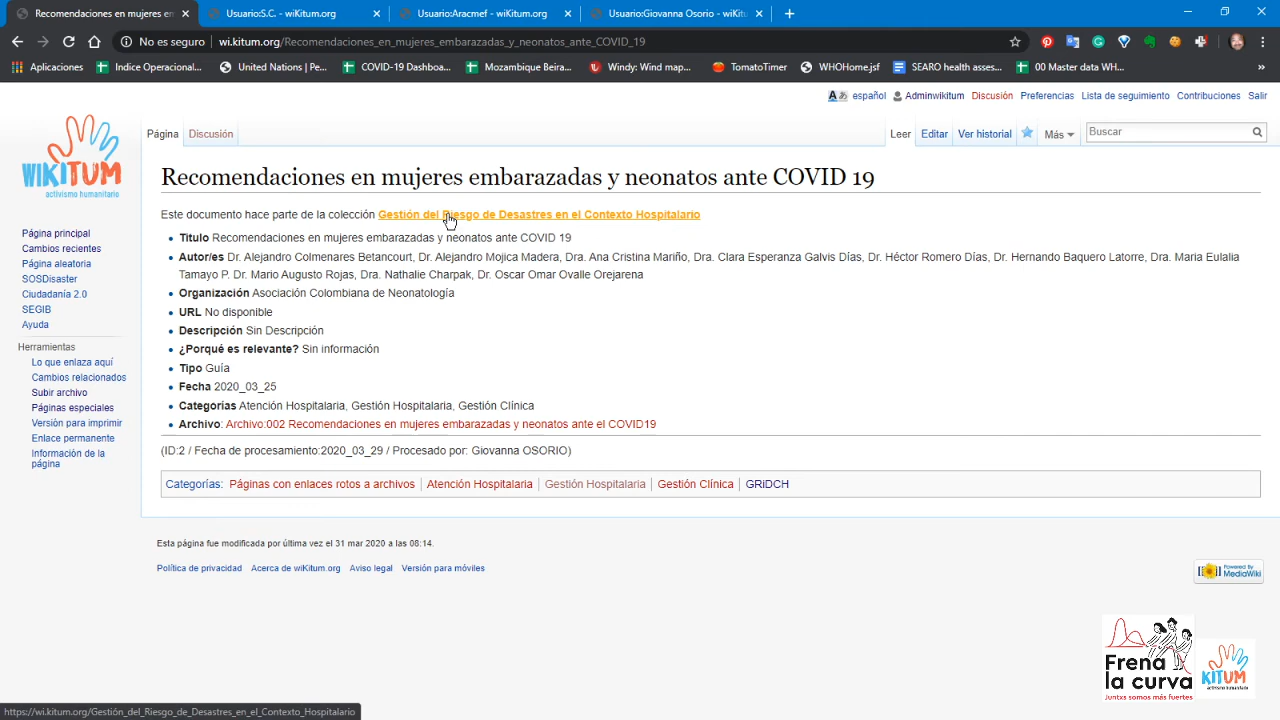 Recomendaciones en mujeres en
Usuario:S.C. - wiKitum.org
Usuario:Aracmef - wiKitum.org
Usuario:Giovanna Osorio - wiKit
No es seguro
wi.kitum.org/Recomendaciones_en_mujeres_embarazadas_y_neonatos_ante_COVID_19
Aplicaciones
Indice Operacional...
United Nations | Pe...
COVID-19 Dashboa...
Mozambique Beira...
Windy: Wind map...
TomatoTimer
WHOHome.jsf
SEARO health asses...
00 Master data WH...
»
español
Adminwikitum
Discusión
Preferencias
Lista de seguimiento
Contribuciones
Salir
WIKITUM
activismo humanitario
Página
Discusión
Leer
Editar
Ver historial
Más
Buscar
Recomendaciones en mujeres embarazadas y neonatos ante COVID 19
Este documento hace parte de la colección Gestión del Riesgo de Desastres en el Contexto Hospitalario
Título Recomendaciones en mujeres embarazadas y neonatos ante COVID 19
Autor/es Dr. Alejandro Colmenares Betancourt, Dr. Alejandro Mojica Madera, Dra. Ana Cristina Mariño, Dra. Clara Esperanza Galvis Días, Dr. Héctor Romero Días, Dr. Hernando Baquero Latorre, Dra. Maria Eulalia
Tamayo P. Dr. Mario Augusto Rojas, Dra. Nathalie Charpak, Dr. Oscar Omar Ovalle Orejarena
Organización Asociación Colombiana de Neonatología
URL No disponible
Descripción Sin Descripción
¿Porqué es relevante? Sin información
Tipo Guía
Fecha 2020_03_25
Categorías Atención Hospitalaria, Gestión Hospitalaria, Gestión Clínica
Archivo: Archivo:002 Recomendaciones en mujeres embarazadas y neonatos ante el COVID19
(ID:2 / Fecha de procesamiento:2020_03_29 / Procesado por: Giovanna OSORIO)
Categorías: Páginas con enlaces rotos a archivos | Atención Hospitalaria | Gestión Hospitalaria | Gestión Clínica | GRiDCH
Página principal
Cambios recientes
Página aleatoria
SOSDisaster
Ciudadanía 2.0
SEGIB
Ayuda
Herramientas
Lo que enlaza aquí
Cambios relacionados
Subir archivo
Páginas especiales
Versión para imprimir
Enlace permanente
Información de la
página
Esta página fue modificada por última vez el 31 mar 2020 a las 08:14.
Política de privacidad
Acerca de wiKitum.org
Aviso legal
Versión para móviles
Powered By
MediaWiki
Frena
la curva
Juntxs somos más fuertes
KITUM
activismo humanitario
https://wi.kitum.org/Gestión_del_Riesgo_de_Desastres_en_el_Contexto_Hospitalario